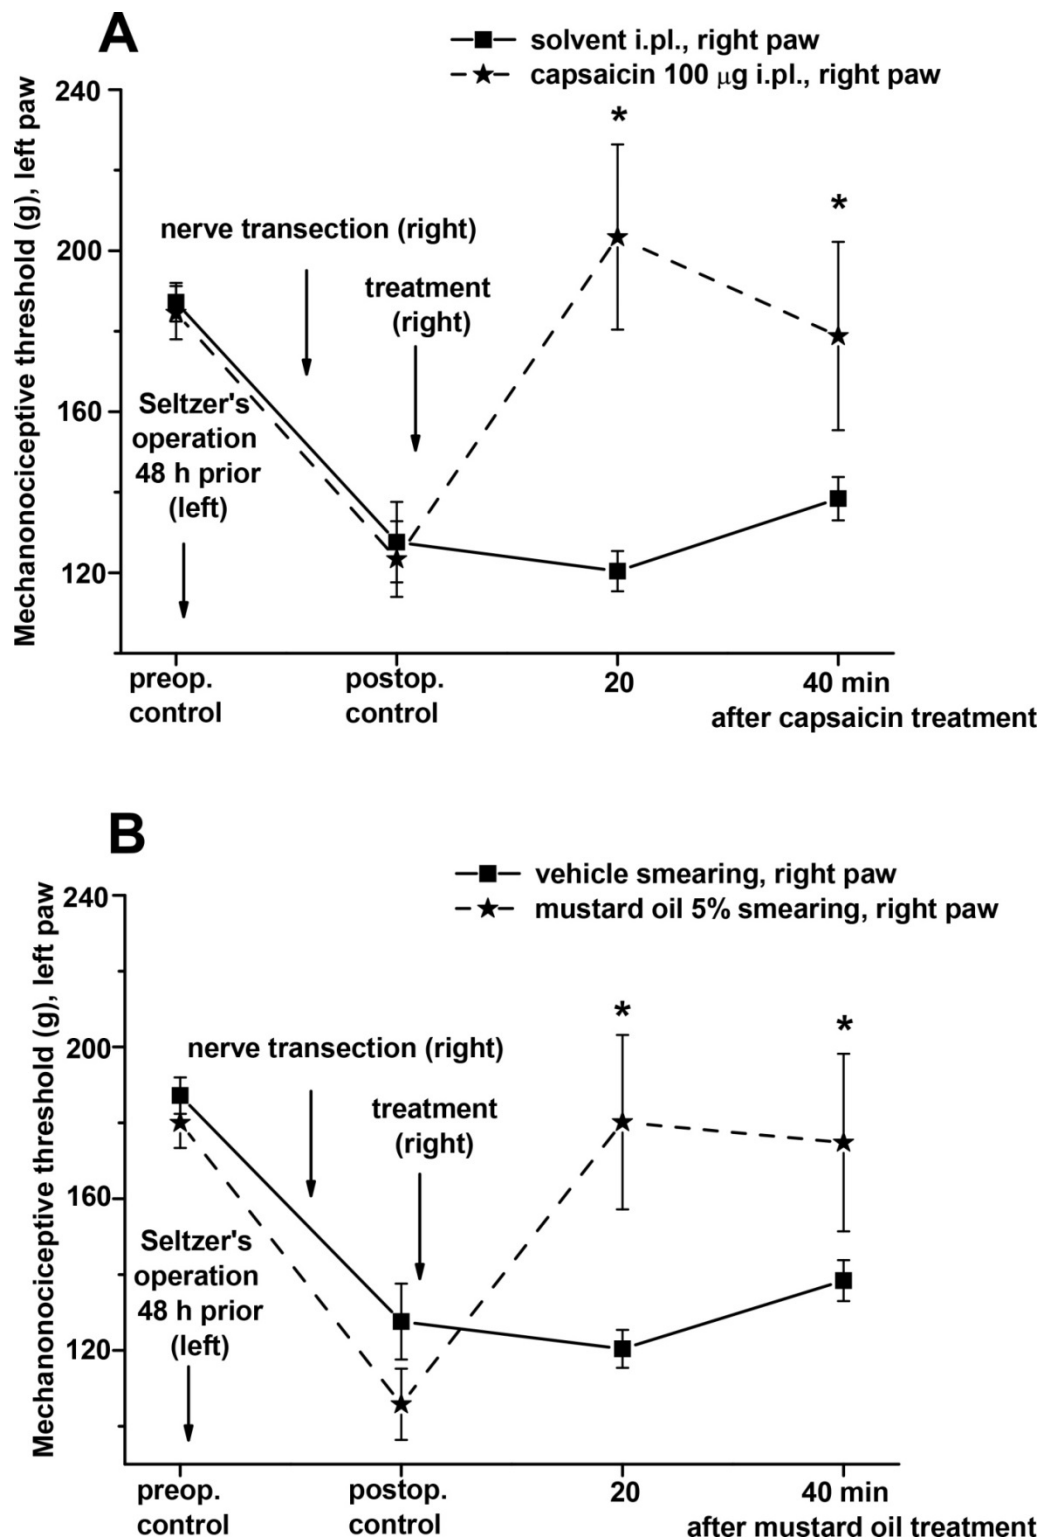 A
solvent i.pl., right paw
capsaicin 100 μg i.pl., right paw
Mechanonociceptive threshold (g), left paw
240
200
160
120
*
*
nerve transection (right)
treatment
(right)
Seltzer's
operation
48 h prior
(left)
preop.
control
postop.
control
20
40 min
after capsaicin treatment
B
vehicle smearing, right paw
mustard oil 5% smearing, right paw
Mechanonociceptive threshold (g), left paw
240
200
160
120
*
*
nerve transection (right)
treatment
(right)
Seltzer's
operation
48 h prior
(left)
preop.
control
postop.
control
20
40 min
after mustard oil treatment